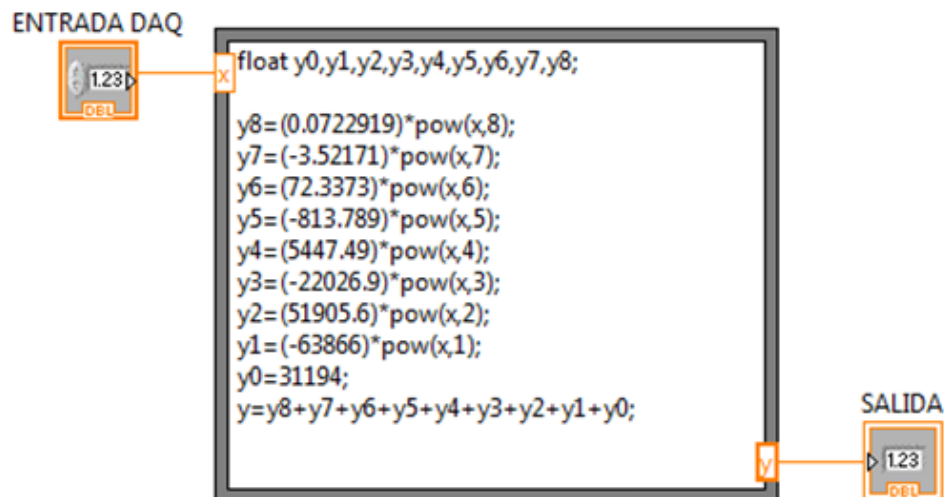 ENTRADA DAQ
1.23
DBL
x
float y0,y1,y2,y3,y4,y5,y6,y7,y8;
y8=(0.0722919)*pow(x,8);
y7=(-3.52171)*pow(x,7);
y6=(72.3373)*pow(x,6);
y5=(-813.789)*pow(x,5);
y4=(5447.49)*pow(x,4);
y3=(-22026.9)*pow(x,3);
y2=(51905.6)*pow(x,2);
y1=(-63866)*pow(x,1);
y0=31194;
y=y8+y7+y6+y5+y4+y3+y2+y1+y0;
y
SALIDA
1.23
DBL